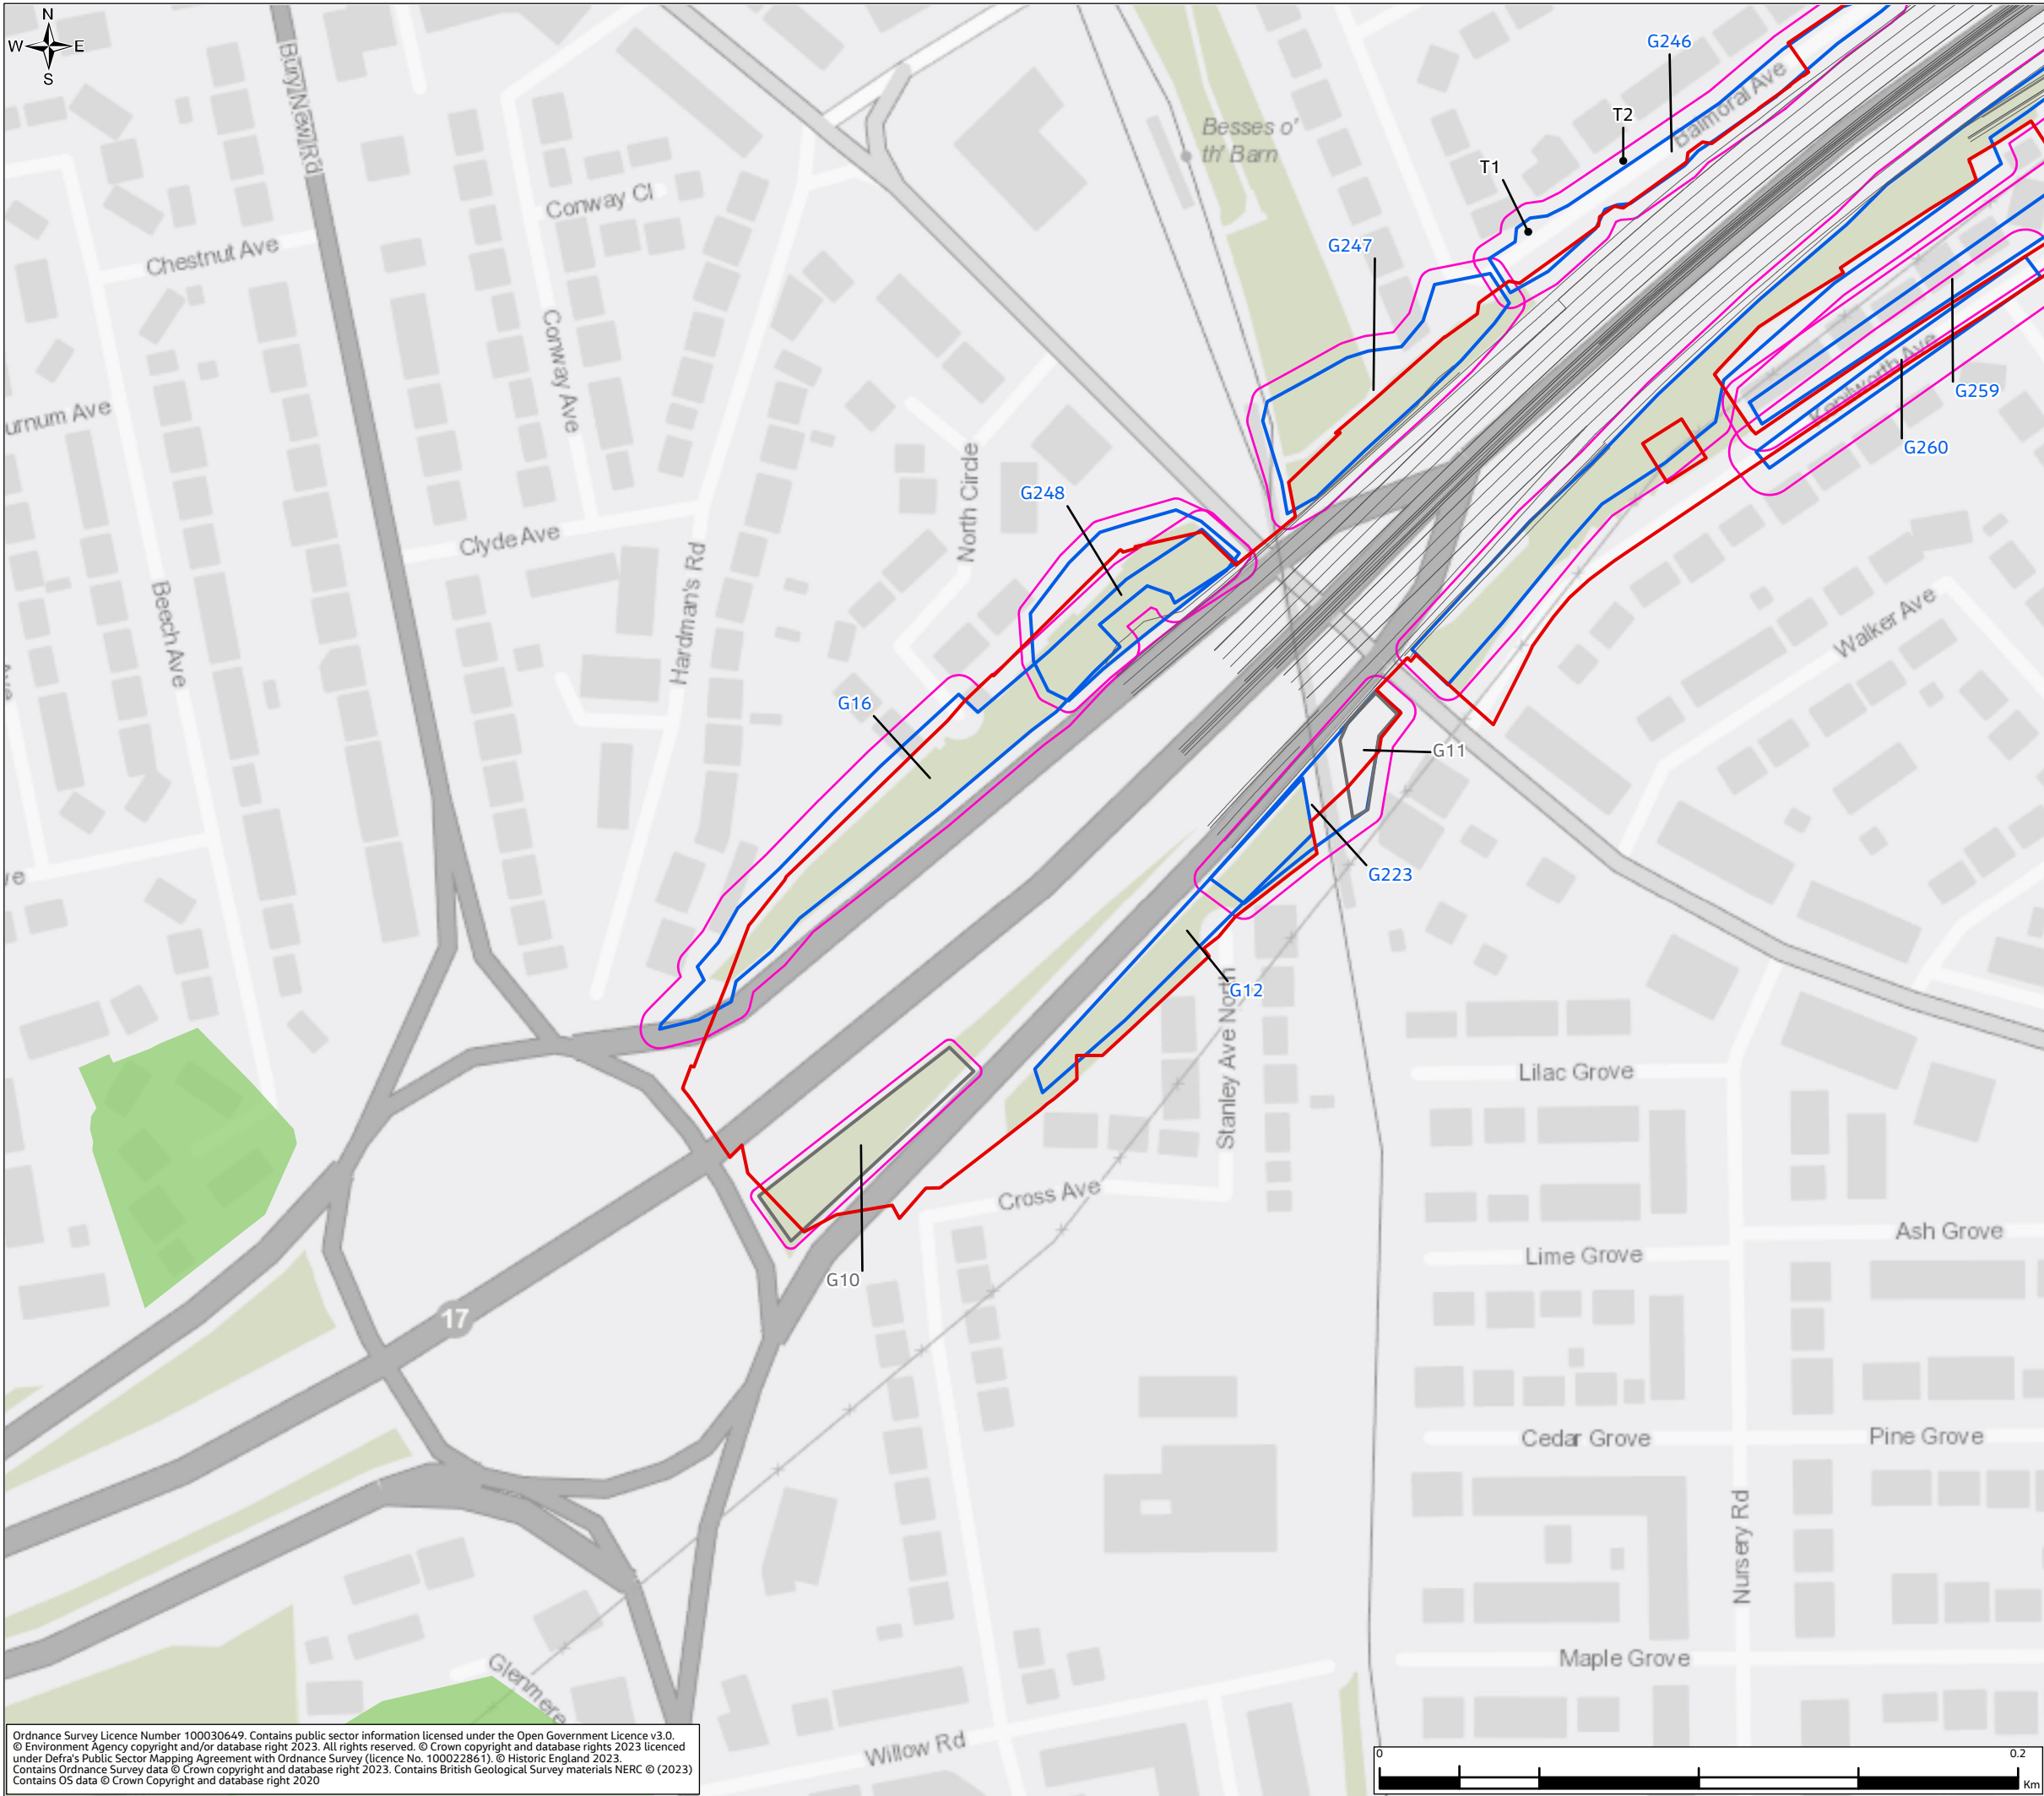 N
W E
S
Bury New Rd
Besses o'
th' Barn
G246
T2
Balmoral Ave
T1
Conway Cl
Chestnut Ave
G247
Conway Ave
Kenilworth Ave
G259
G260
North Circle
G248
Clyde Ave
Hardman's Rd
Beech Ave
Walker Ave
G16
G11
G223
G12
Stanley Ave North
Lilac Grove
Cross Ave
Ash Grove
Lime Grove
G10
17
Cedar Grove
Pine Grove
Nursery Rd
Maple Grove
Glenmere
Willow Rd
Ordnance Survey Licence Number 100030649. Contains public sector information licensed under the Open Government Licence v3.0.
© Environment Agency copyright and/or database right 2023. All rights reserved. © Crown copyright and database rights 2023 licenced
under Defra's Public Sector Mapping Agreement with Ordnance Survey (licence No. 100022861). © Historic England 2023.
Contains Ordnance Survey data © Crown copyright and database right 2023. Contains British Geological Survey materials NERC © (2023)
Contains OS data © Crown Copyright and database right 2020
0 0.2
Km